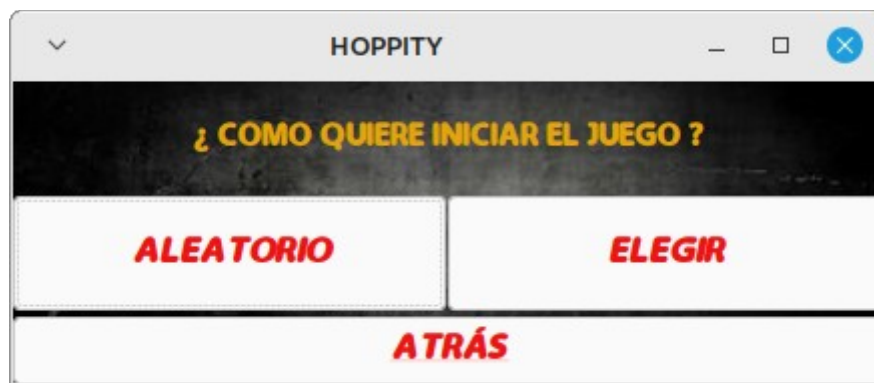 HOPPITY
¿ COMO QUIERE INICIAR EL JUEGO ?
ALEATORIO ELEGIR
ATRÁS